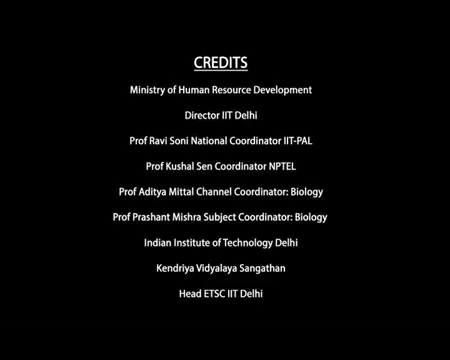 CREDITS
Ministry of Human Resource Development
Director IIT Delhi
Prof Ravi Soni National Coordinator IIT-PAL
Prof Kushal Sen Coordinator NPTEL
Prof Aditya Mittal Channel Coordinator: Biology
Prof Prashant Mishra Subject Coordinator: Biology
Indian Institute of Technology Delhi
Kendriya Vidyalaya Sangathan
Head ETSC IIT Delhi